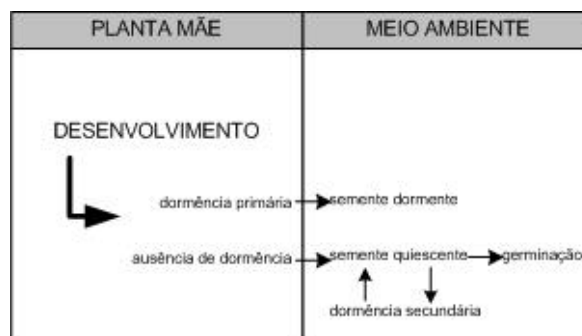 PLANTA MÃE
MEIO AMBIENTE
DESENVOLVIMENTO
dormência primária
semente dormente
ausência de dormência
semente quiescente
germinação
dormência secundária